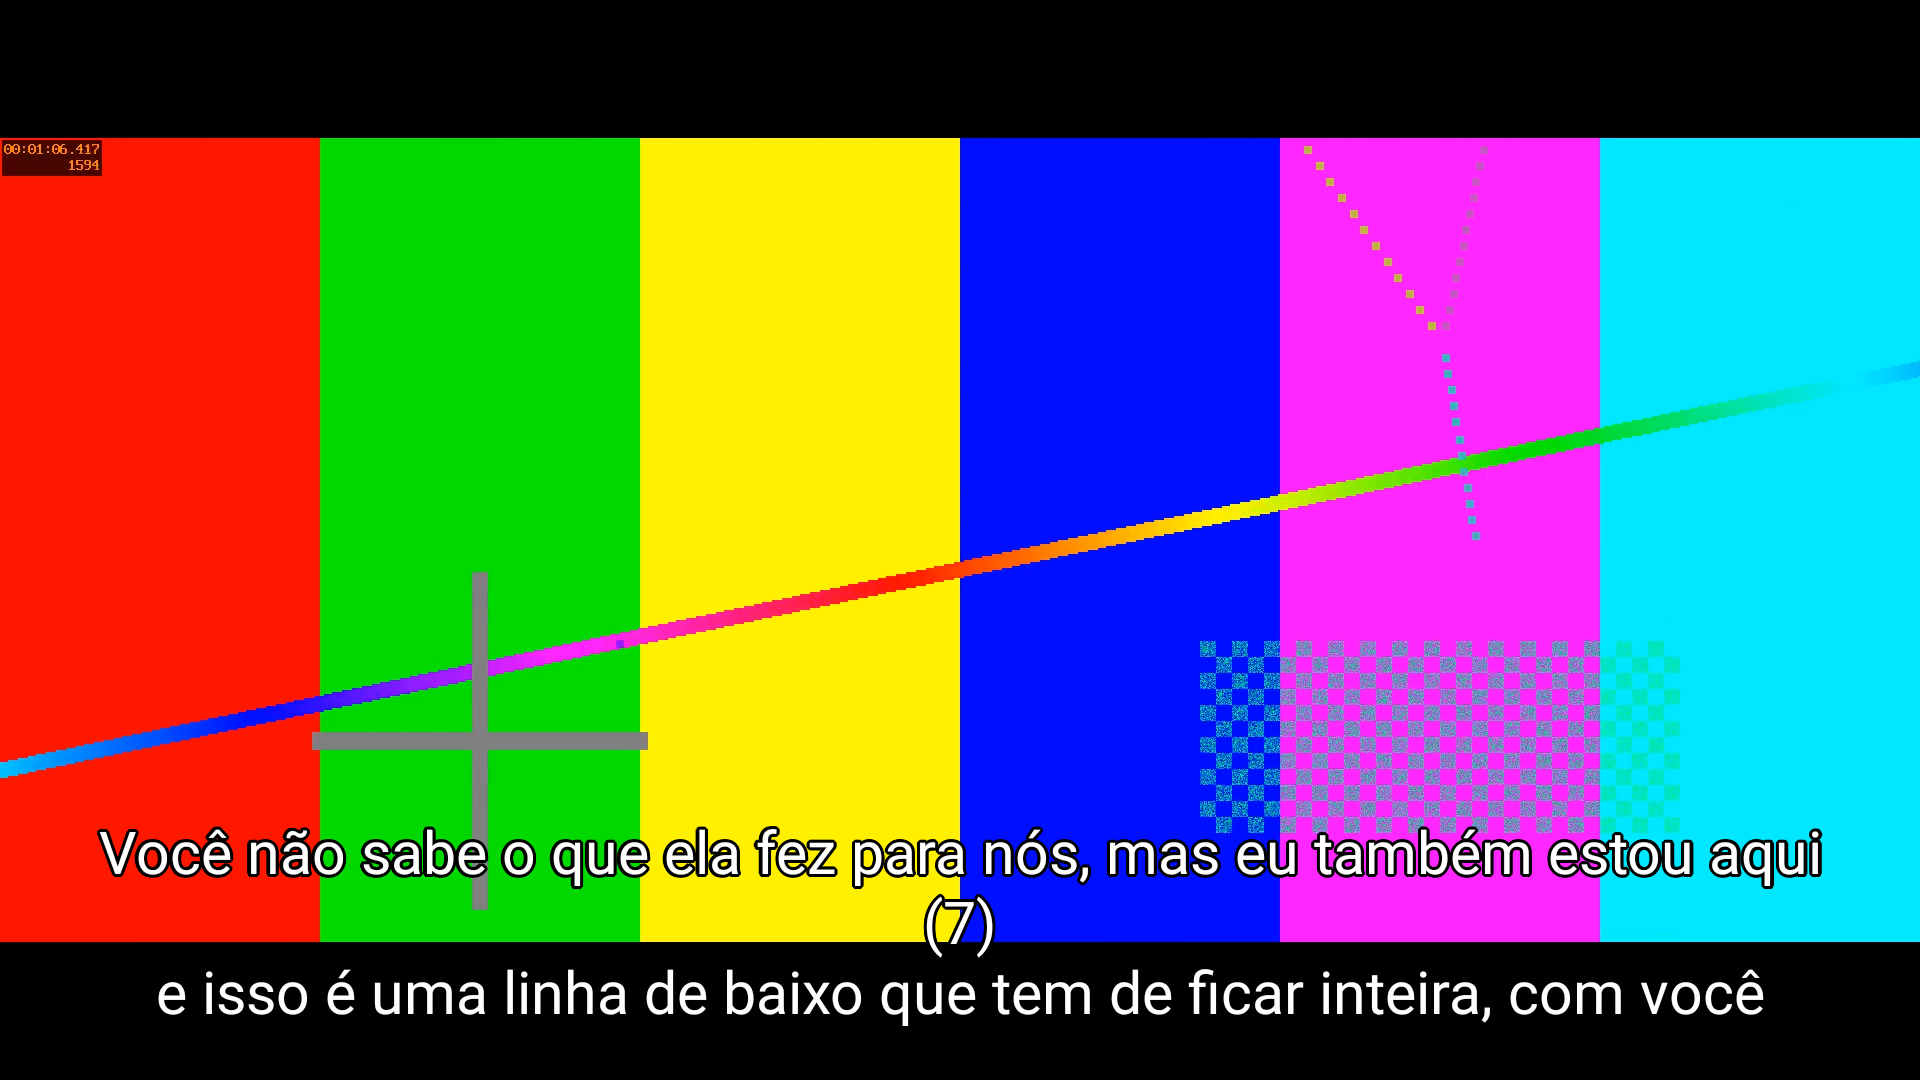 00:01:06.417
1594
Você não sabe o que ela fez para nós, mas eu também estou aqui
(7)
e isso é uma linha de baixo que tem de ficar inteira, com você